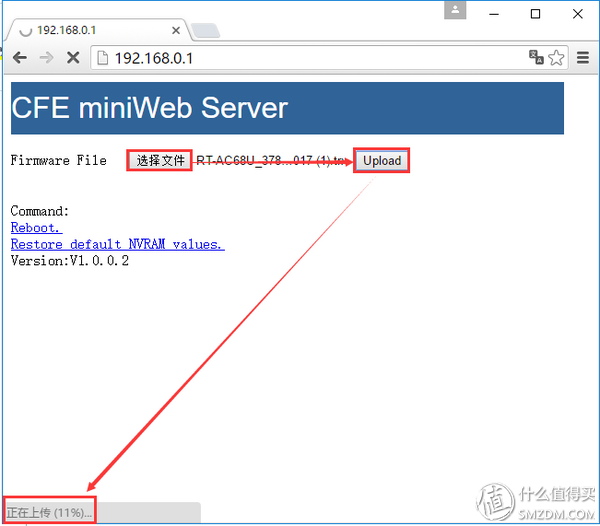 192.168.0.1
192.168.0.1
CFE miniWeb Server
Firmware File 选择文件 RT-AC68U_378...017 (1).trx Upload
Command:
Reboot.
Restore default NVRAM values.
Version:V1.0.0.2
正在上传 (11%)...
值 什么值得买
SMZDM.COM